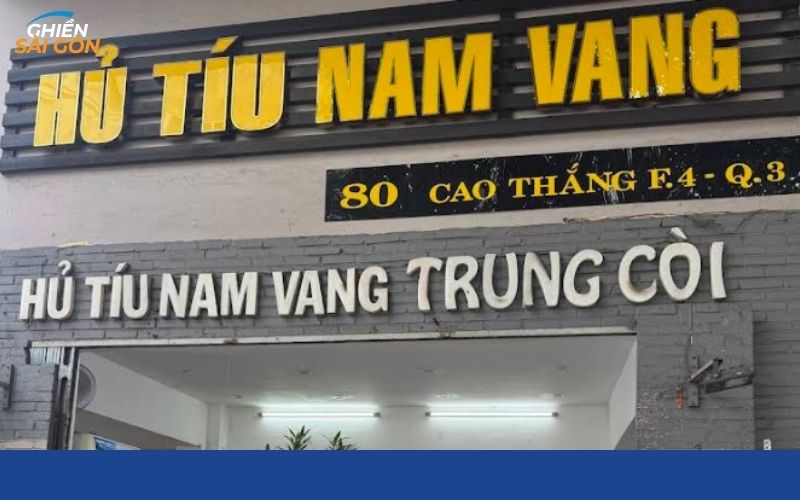 GHIỀN
SÀI GÒN
HỦ TÍU NAM VANG
80 CAO THẮNG F.4 - Q.3
HỦ TÍU NAM VANG TRUNG CÒI